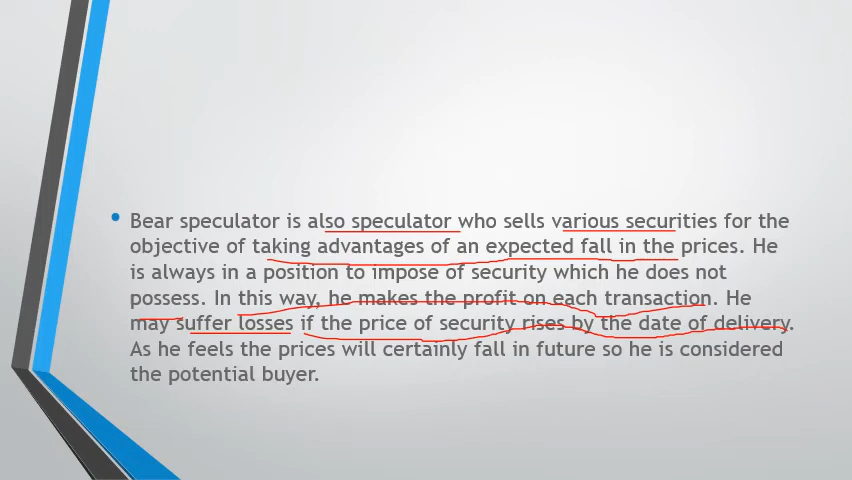 Bear speculator is also speculator who sells various securities for the
objective of taking advantages of an expected fall in the prices. He
is always in a position to impose of security which he does not
possess. In this way, he makes the profit on each transaction. He
may suffer losses if the price of security rises by the date of delivery.
As he feels the prices will certainly fall in future so he is considered
the potential buyer.